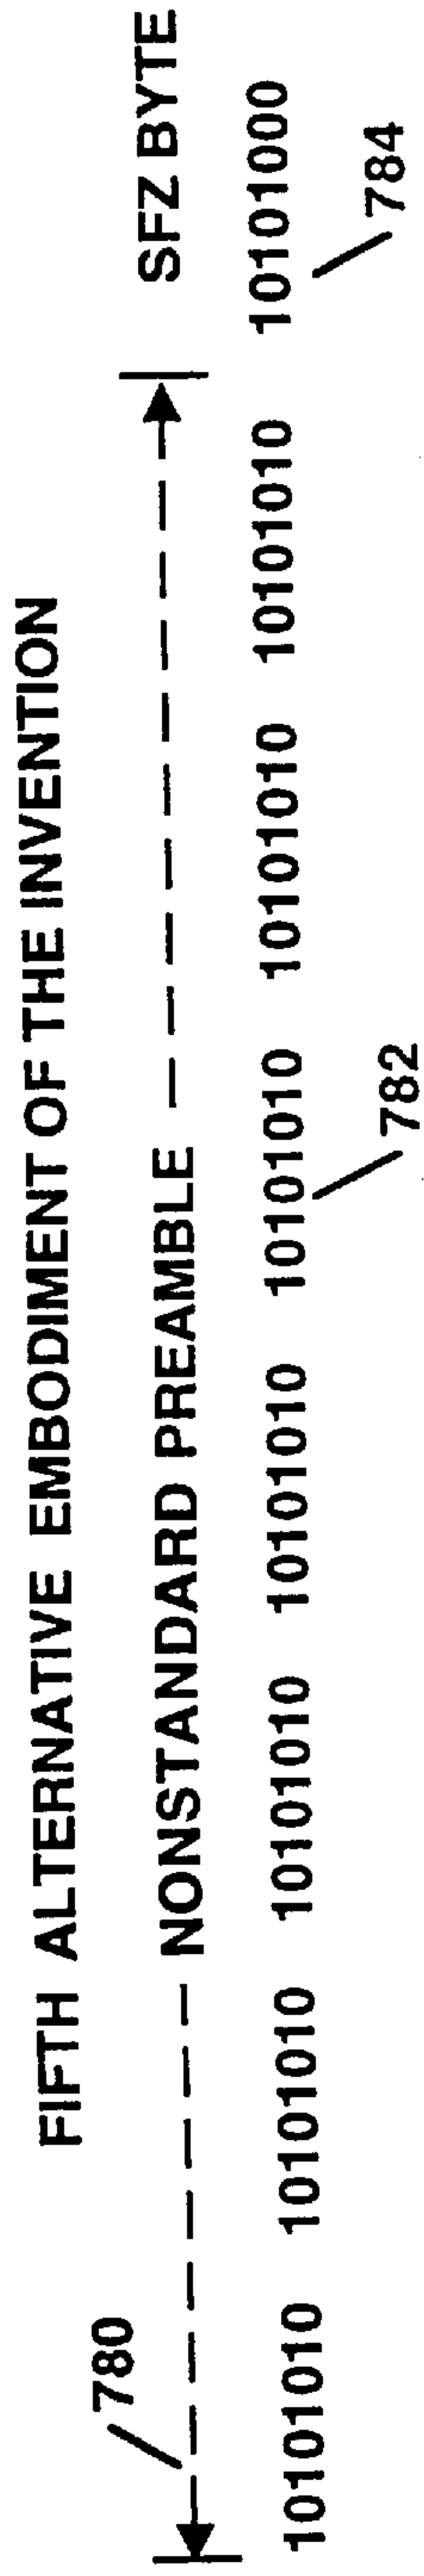 FIFTH ALTERNATIVE EMBODIMENT OF THE INVENTION
780
NONSTANDARD PREAMBLE SFZ BYTE
10101010 10101010 10101010 10101010 10101010 10101010 10101010 10101000
782 784